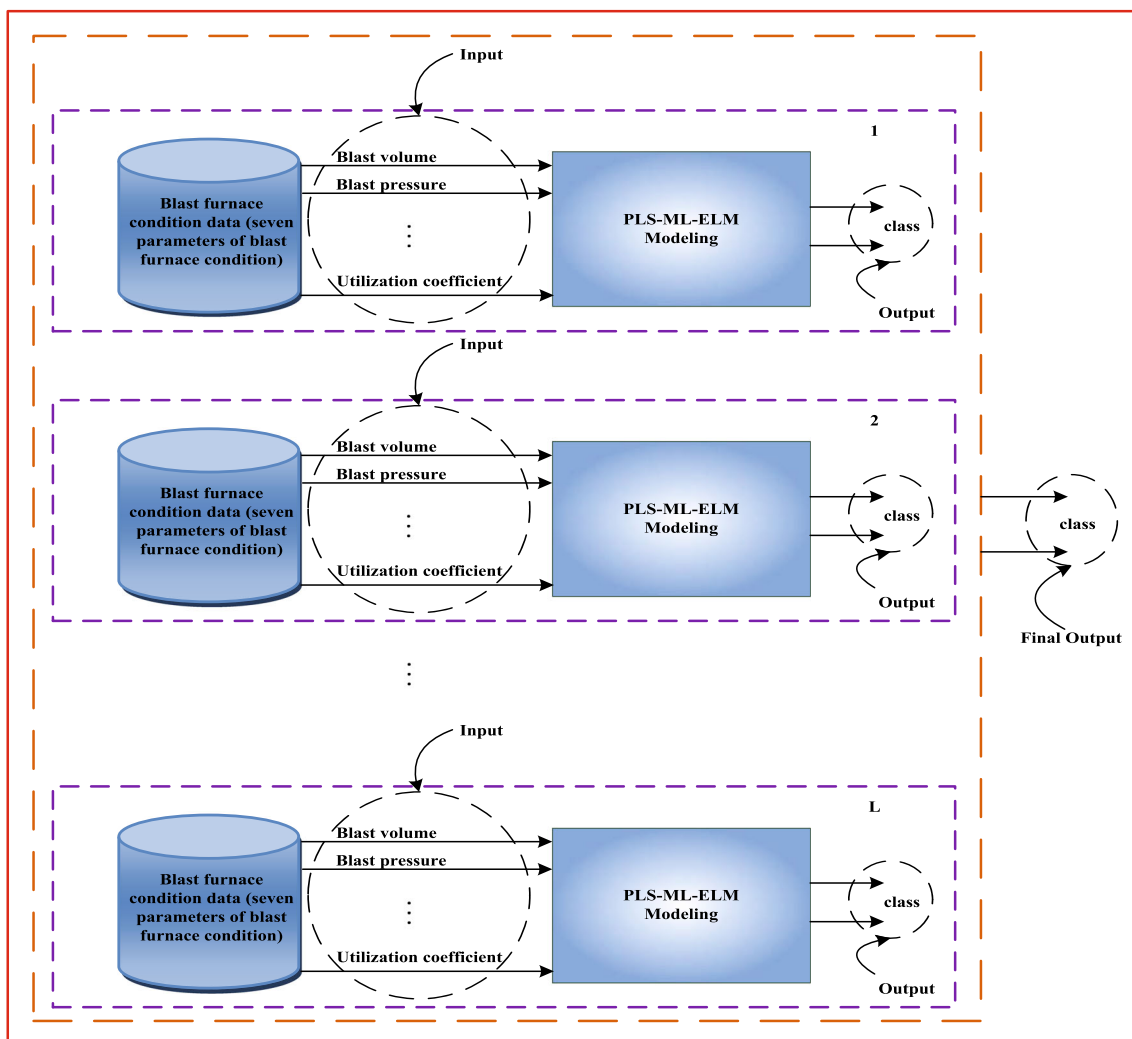 Input
1
Blast volume
Blast pressure
Blast furnace
condition data (seven
parameters of blast
furnace condition)
⋮
PLS-ML-ELM
Modeling
class
Utilization coefficient
Output
Input
2
Blast volume
Blast pressure
Blast furnace
condition data (seven
parameters of blast
furnace condition)
⋮
PLS-ML-ELM
Modeling
class
Utilization coefficient
Output
class
Final Output
⋮
Input
L
Blast volume
Blast pressure
Blast furnace
condition data (seven
parameters of blast
furnace condition)
⋮
PLS-ML-ELM
Modeling
class
Utilization coefficient
Output